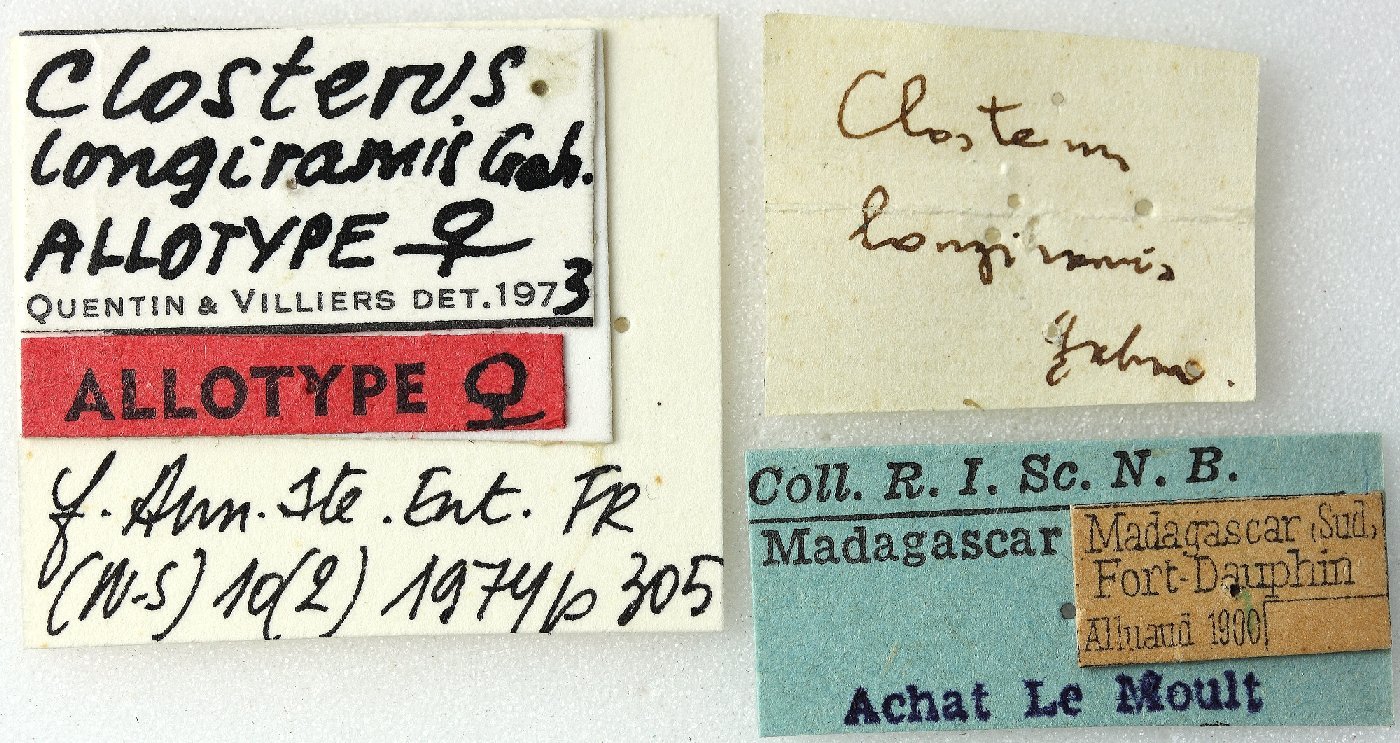 Closterus
longiramis Gah.
ALLOTYPE ♀
QUENTIN & VILLIERS DET. 1973
ALLOTYPE ♀
f. Ann. Ste. Ent. FR
(N-S) 10(2) 1974 p 305
Closterus
longiramis
Gahan.
Coll. R. I. Sc. N. B.
Madagascar
Madagascar (Sud)
Fort-Dauphin
Alluaud 1900
Achat Le Moult